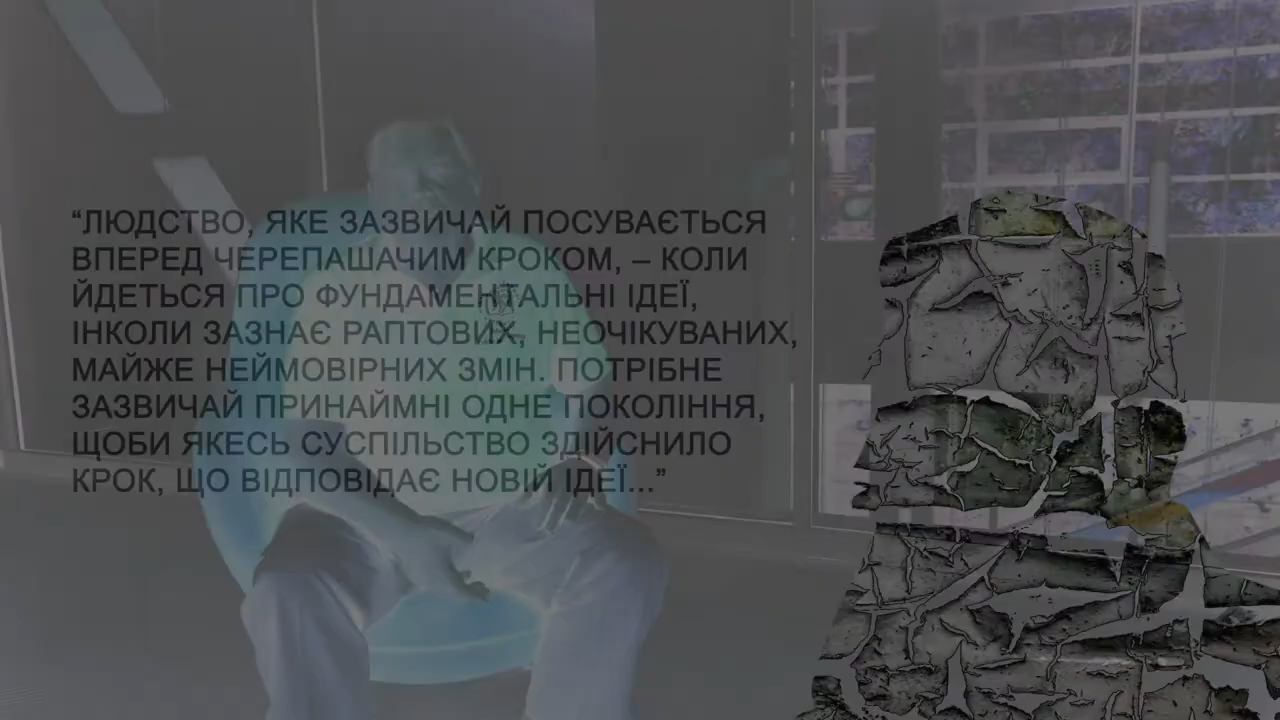 “ЛЮДСТВО, ЯКЕ ЗАЗВИЧАЙ ПОСУВАЄТЬСЯ
ВПЕРЕД ЧЕРЕПАШАЧИМ КРОКОМ, – КОЛИ
ЙДЕТЬСЯ ПРО ФУНДАМЕНТАЛЬНІ ІДЕЇ,
ІНКОЛИ ЗАЗНАЄ РАПТОВИХ, НЕОЧІКУВАНИХ,
МАЙЖЕ НЕЙМОВІРНИХ ЗМІН. ПОТРІБНЕ
ЗАЗВИЧАЙ ПРИНАЙМНІ ОДНЕ ПОКОЛІННЯ,
ЩОБИ ЯКЕСЬ СУСПІЛЬСТВО ЗДІЙСНИЛО
КРОК, ЩО ВІДПОВІДАЄ НОВІЙ ІДЕЇ...”